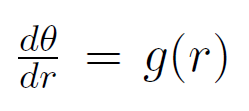 dθ/dr = g(r)